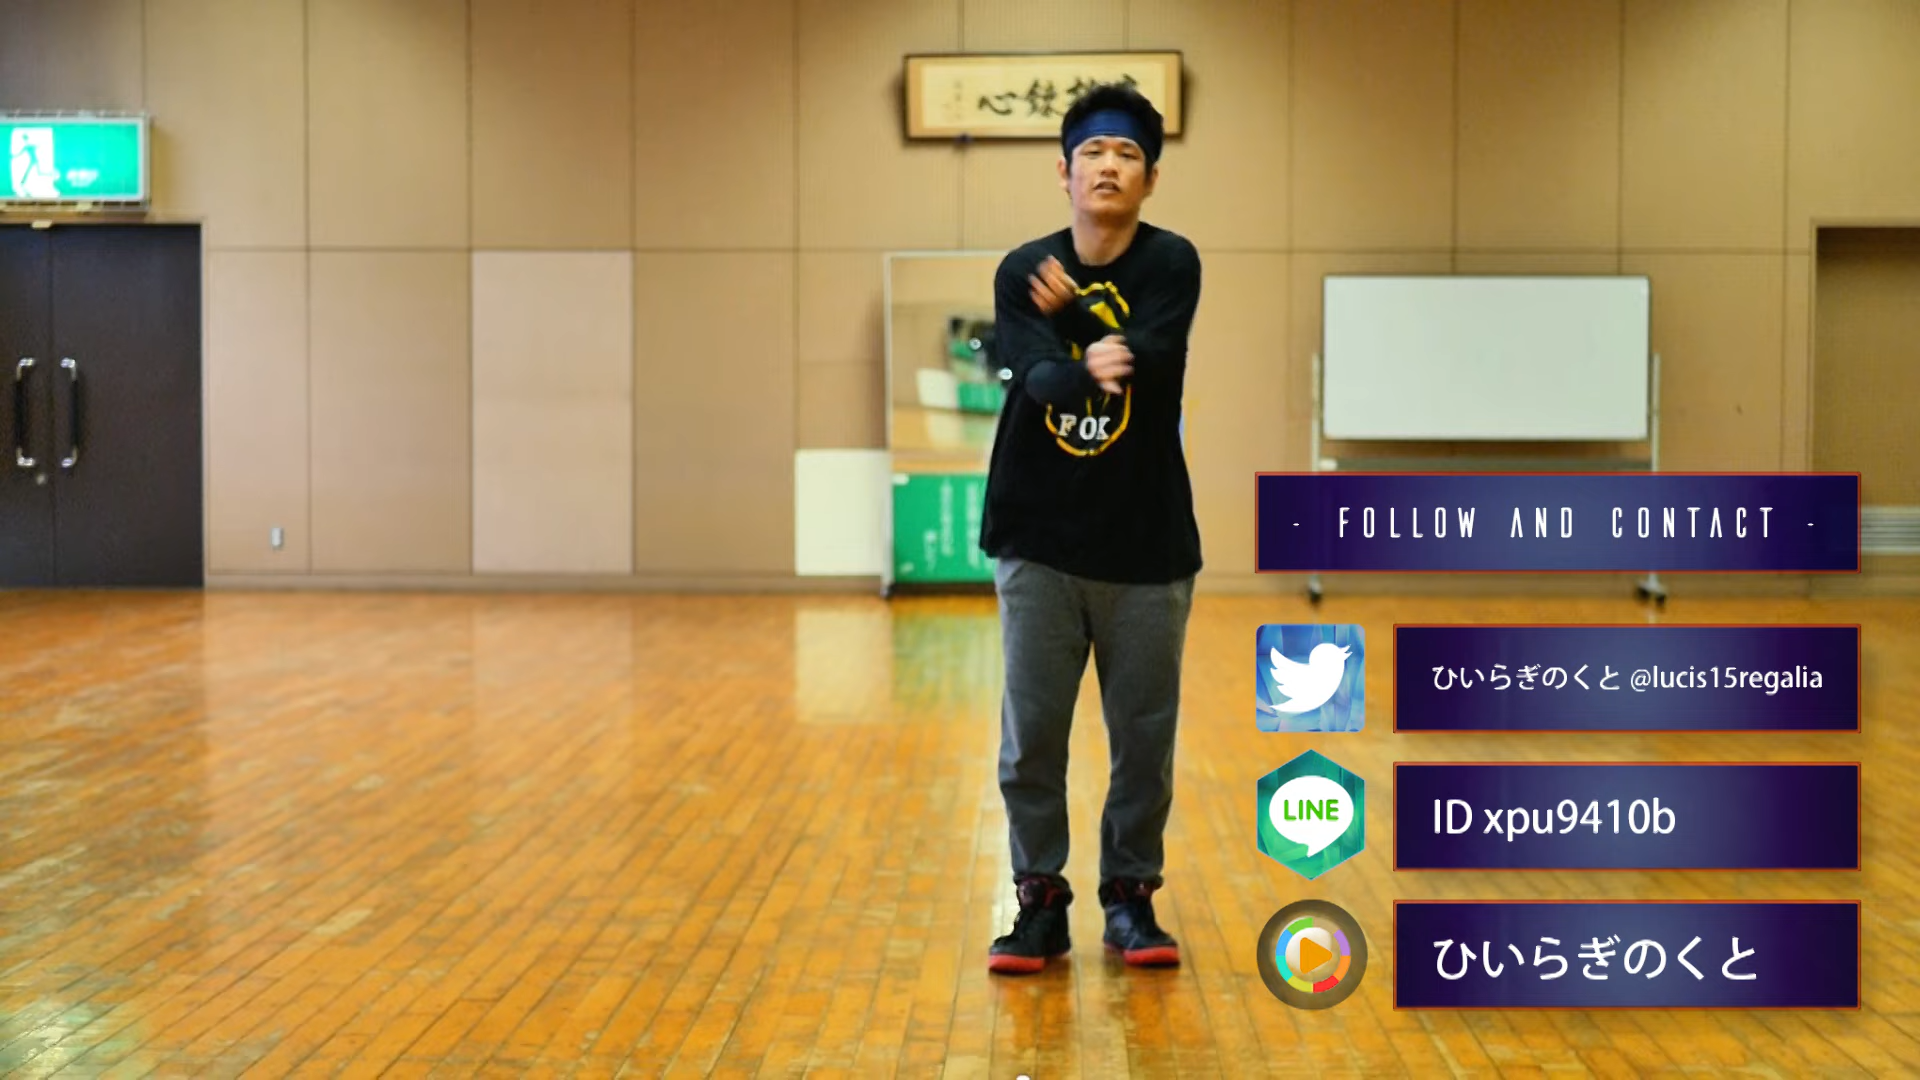 FOK
- FOLLOW AND CONTACT -
ひいらぎのくと @lucis15regalia
LINE
ID xpu9410b
ひいらぎのくと